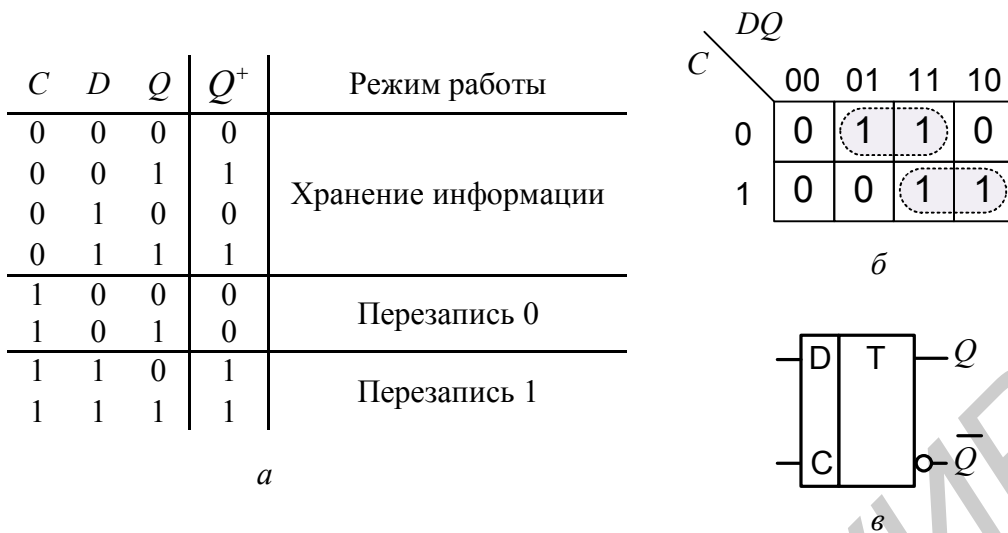 C D Q Q⁺ Режим работы
0 0 0 0
0 0 1 1
Хранение информации
0 1 0 0
0 1 1 1
1 0 0 0
Перезапись 0
1 0 1 0
1 1 0 1
Перезапись 1
1 1 1 1
а
DQ
C
00 01 11 10
0 0 1 1 0
1 0 0 1 1
б
D T Q
C Q̅
в